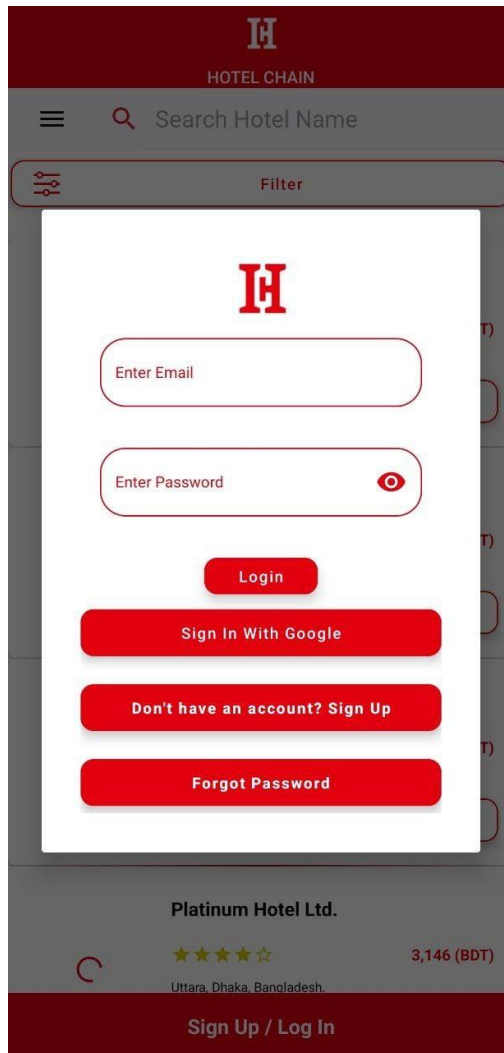 HOTEL CHAIN
Search Hotel Name
Filter
T)
Enter Email
Enter Password
T)
Login
Sign In With Google
Don't have an account? Sign Up
T)
Forgot Password
Platinum Hotel Ltd.
3,146 (BDT)
Uttara, Dhaka, Bangladesh.
Sign Up / Log In